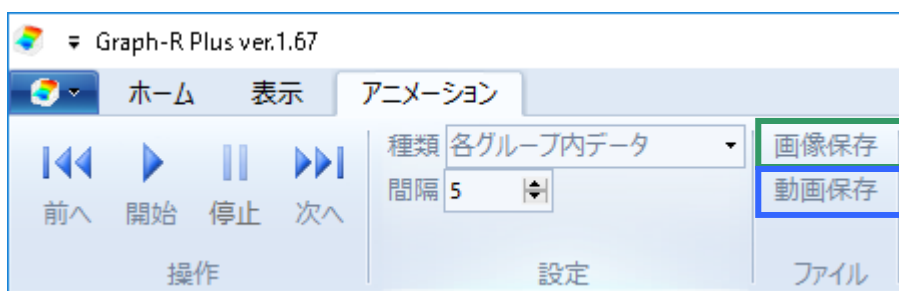 Graph-R Plus ver.1.67
ホーム 表示 アニメーション
種類 各グループ内データ 画像保存
間隔 5 動画保存
前へ 開始 停止 次へ
操作 設定 ファイル